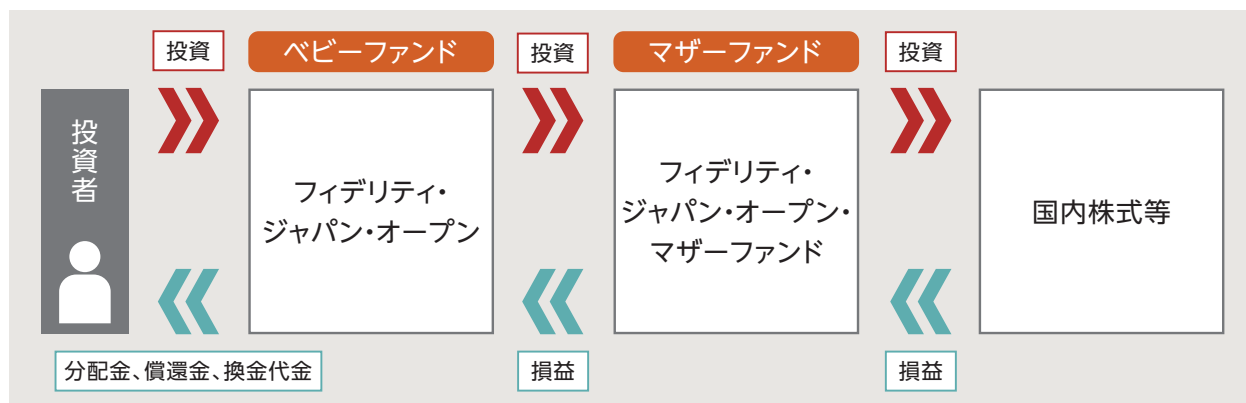 投資
ベビーファンド
投資
マザーファンド
投資
投資者
フィデリティ・
ジャパン・オープン
フィデリティ・
ジャパン・オープン・
マザーファンド
国内株式等
分配金、償還金、換金代金
損益
損益